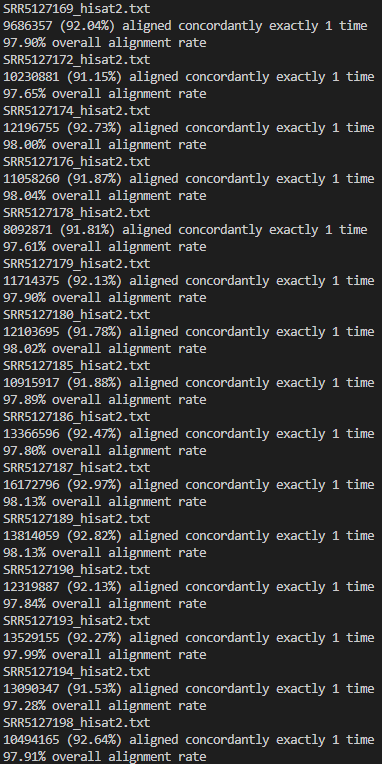 SRR5127169_hisat2.txt
9686357 (92.04%) aligned concordantly exactly 1 time
97.90% overall alignment rate
SRR5127172_hisat2.txt
10230881 (91.15%) aligned concordantly exactly 1 time
97.65% overall alignment rate
SRR5127174_hisat2.txt
12196755 (92.73%) aligned concordantly exactly 1 time
98.00% overall alignment rate
SRR5127176_hisat2.txt
11058260 (91.87%) aligned concordantly exactly 1 time
98.04% overall alignment rate
SRR5127178_hisat2.txt
8092871 (91.81%) aligned concordantly exactly 1 time
97.61% overall alignment rate
SRR5127179_hisat2.txt
11714375 (92.13%) aligned concordantly exactly 1 time
97.90% overall alignment rate
SRR5127180_hisat2.txt
12103695 (91.78%) aligned concordantly exactly 1 time
98.02% overall alignment rate
SRR5127185_hisat2.txt
10915917 (91.88%) aligned concordantly exactly 1 time
97.89% overall alignment rate
SRR5127186_hisat2.txt
13366596 (92.47%) aligned concordantly exactly 1 time
97.80% overall alignment rate
SRR5127187_hisat2.txt
16172796 (92.97%) aligned concordantly exactly 1 time
98.13% overall alignment rate
SRR5127189_hisat2.txt
13814059 (92.82%) aligned concordantly exactly 1 time
98.13% overall alignment rate
SRR5127190_hisat2.txt
12319887 (92.13%) aligned concordantly exactly 1 time
97.84% overall alignment rate
SRR5127193_hisat2.txt
13529155 (92.27%) aligned concordantly exactly 1 time
97.99% overall alignment rate
SRR5127194_hisat2.txt
13090347 (91.53%) aligned concordantly exactly 1 time
97.28% overall alignment rate
SRR5127198_hisat2.txt
10494165 (92.64%) aligned concordantly exactly 1 time
97.91% overall alignment rate